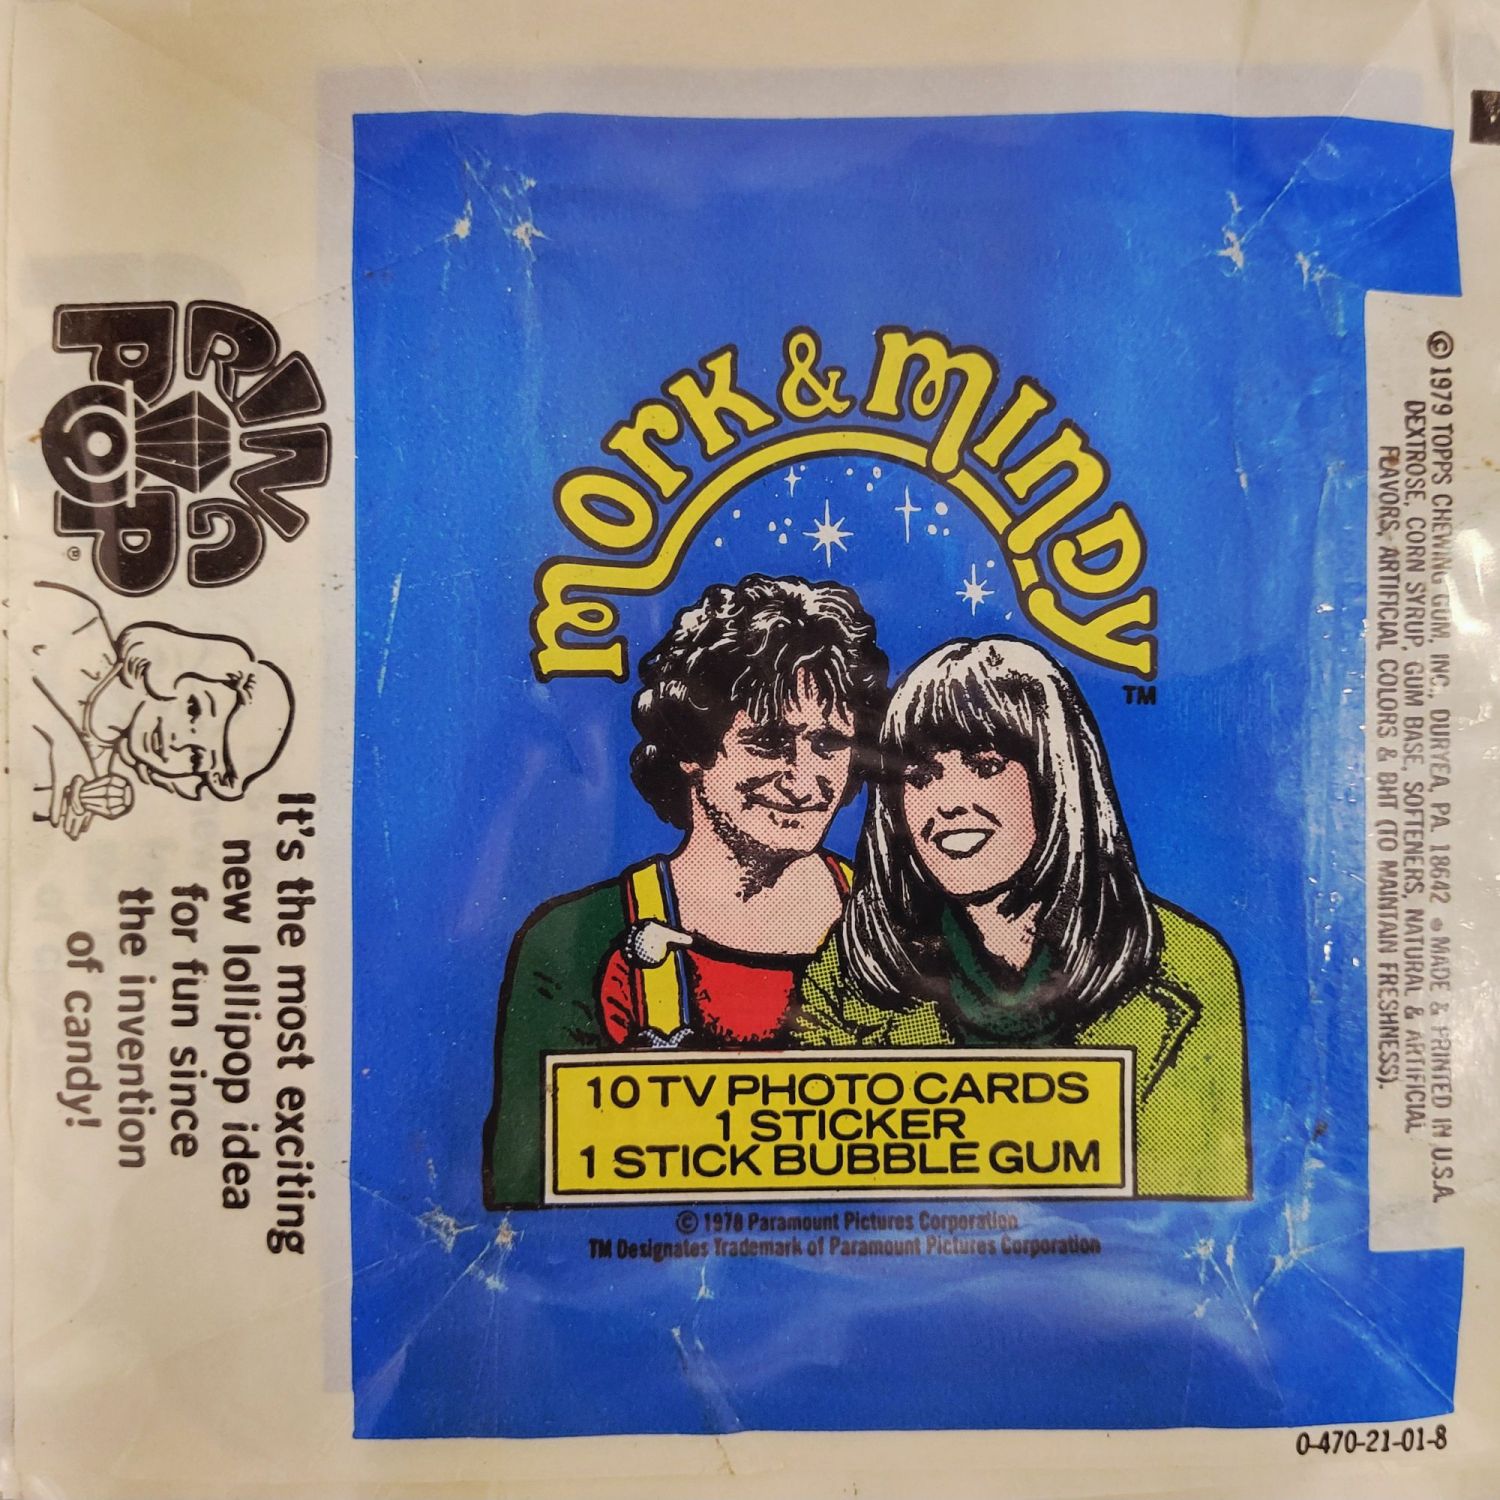 RING
POP®
It's the most exciting
new lollipop idea
for fun since
the invention
of candy!
mork & mindy
TM
10 TV PHOTO CARDS
1 STICKER
1 STICK BUBBLE GUM
© 1978 Paramount Pictures Corporation
TM Designates Trademark of Paramount Pictures Corporation
© 1979 TOPPS CHEWING GUM, INC., DURYEA, PA. 18642 • MADE & PRINTED IN U.S.A.
DEXTROSE, CORN SYRUP, GUM BASE, SOFTENERS, NATURAL & ARTIFICIAL
FLAVORS, ARTIFICIAL COLORS & BHT (TO MAINTAIN FRESHNESS).
0-470-21-01-8